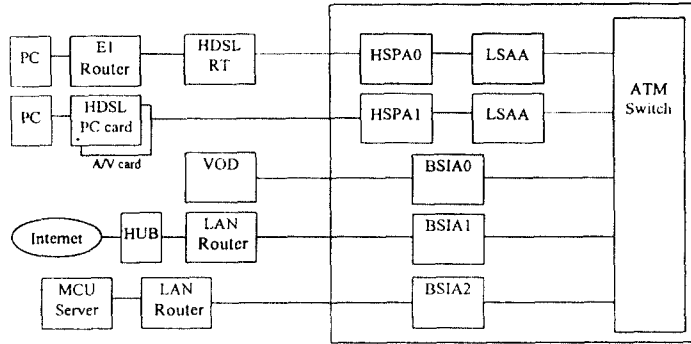 PC
E1
Router
HDSL
RT
HSPA0
LSAA
ATM
Switch
PC
HDSL
PC card
A/V card
HSPA1
LSAA
VOD
BSIA0
Internet
HUB
LAN
Router
BSIA1
MCU
Server
LAN
Router
BSIA2